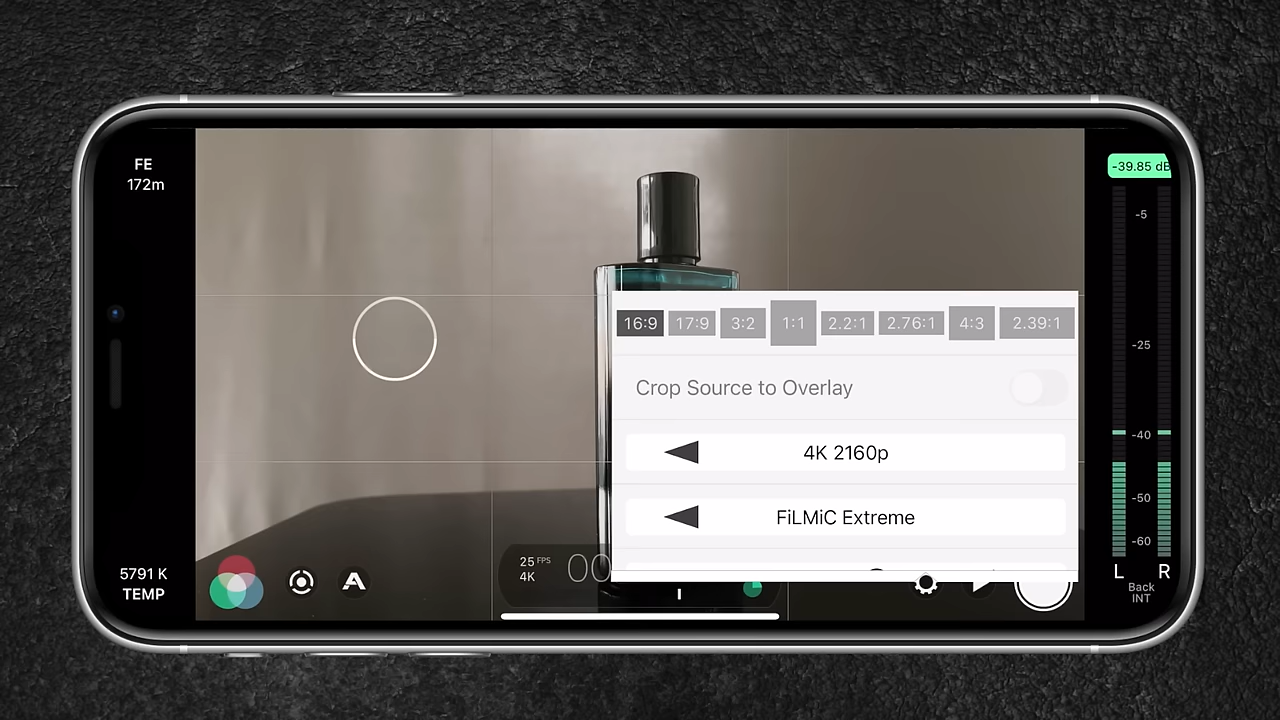 FE
172m
-39.85 dB
-5
-25
-40
-50
-60
L R
Back
INT
16:9 17:9 3:2 1:1 2.2:1 2.76:1 4:3 2.39:1
Crop Source to Overlay
4K 2160p
FiLMiC Extreme
25 FPS
4K
00
5791 K
TEMP